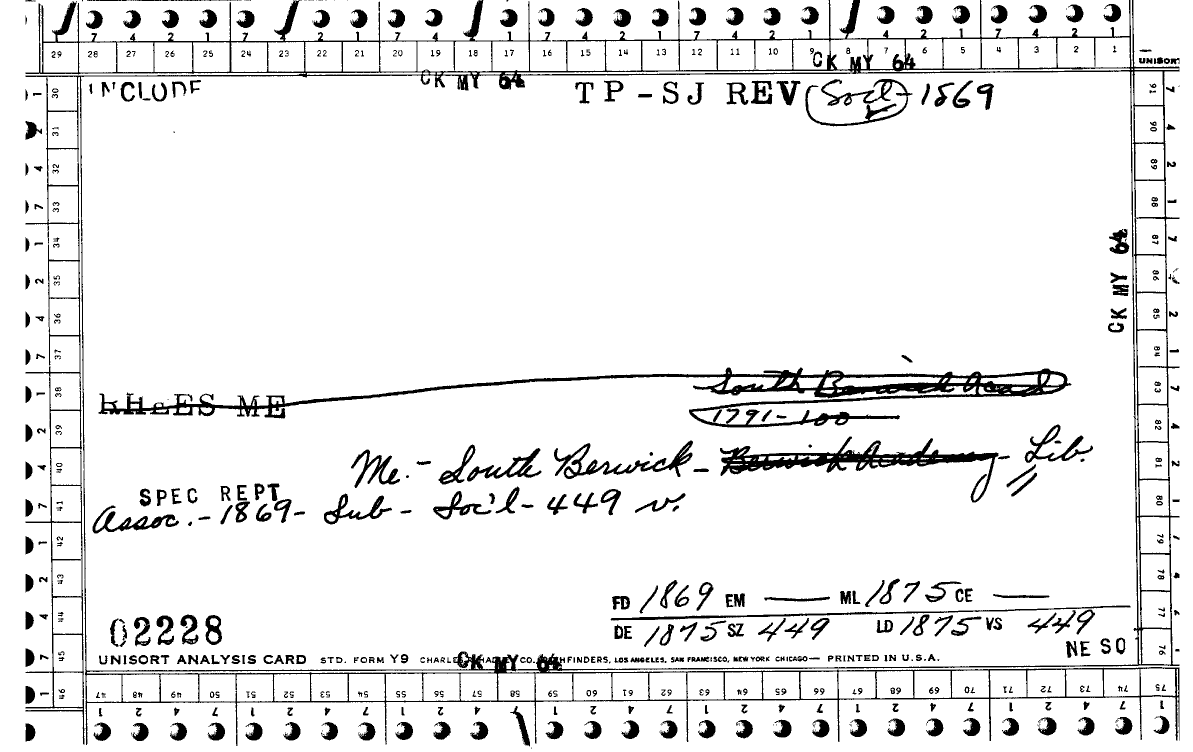 7 4 2 1 7 4 2 1 7 4 2 1 7 4 2 1 7 4 2 1 7 4 2 1
29 28 27 26 25 24 23 22 21 20 19 18 17 16 15 14 13 12 11 10 9 8 7 6 5 4 3 2 1
CK MY 64 CK MY 64 UNISORT
INCLUDE TP-SJ REV Soc'l - 1869
CK MY 64
South Berwick Acad
RHEES ME
1791-100
Me. - South Berwick - Berwick Academy - Lib.
SPEC REPT
Assoc. - 1869 - Sub - Soc'l - 449 v.
FD 1869 EM — ML 1875 CE —
DE 1875 SZ 449 LD 1875 VS 449
02228
NE SO
UNISORT ANALYSIS CARD STD. FORM Y9 CHARLES CO. LOS ANGELES, SAN FRANCISCO, NEW YORK CHICAGO— PRINTED IN U.S.A.
CK MY 64
30 31 32 33 34 35 36 37 38 39 40 41 42 43 44 45 46
91 90 89 88 87 86 85 84 83 82 81 80 79 78 77 76
47 48 49 50 51 52 53 54 55 56 57 58 59 60 61 62 63 64 65 66 67 68 69 70 71 72 73 74 75